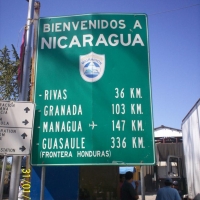 BIENVENIDOS A
NICARAGUA
- RIVAS 36 KM.
- GRANADA 103 KM.
- MANAGUA 147 KM.
- GUASAULE 336 KM.
(FRONTERA HONDURAS)